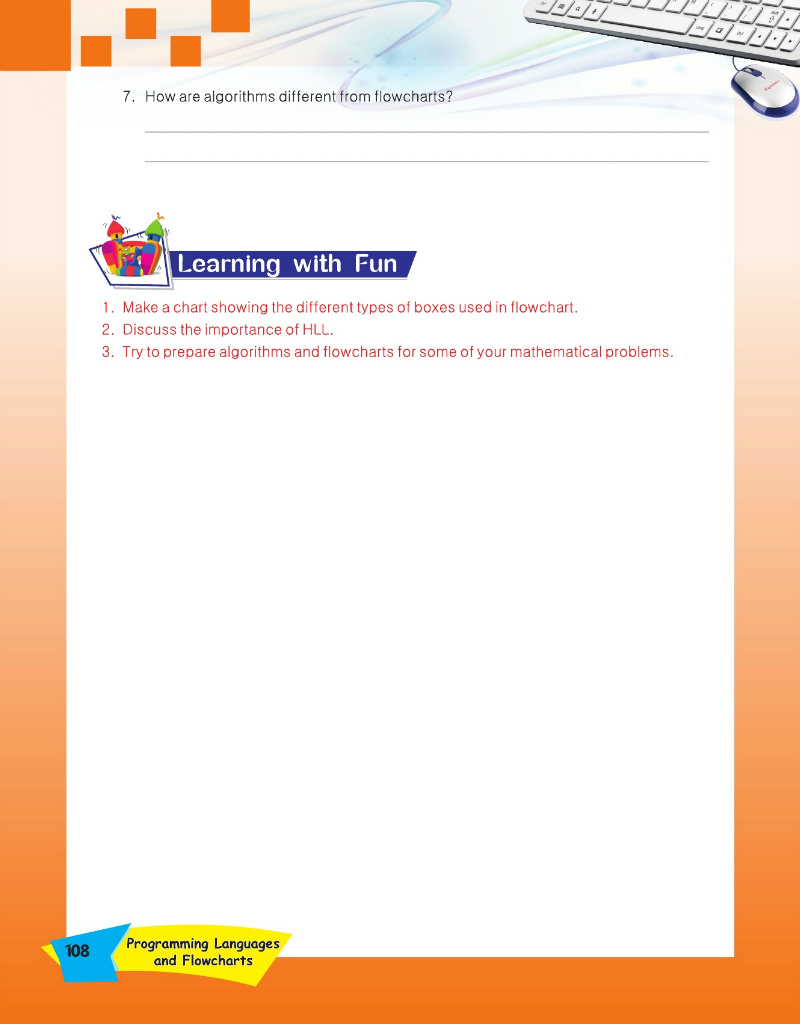 7. How are algorithms different from flowcharts?
Learning with Fun
1. Make a chart showing the different types of boxes used in flowchart.
2. Discuss the importance of HLL.
3. Try to prepare algorithms and flowcharts for some of your mathematical problems.
108
Programming Languages
and Flowcharts